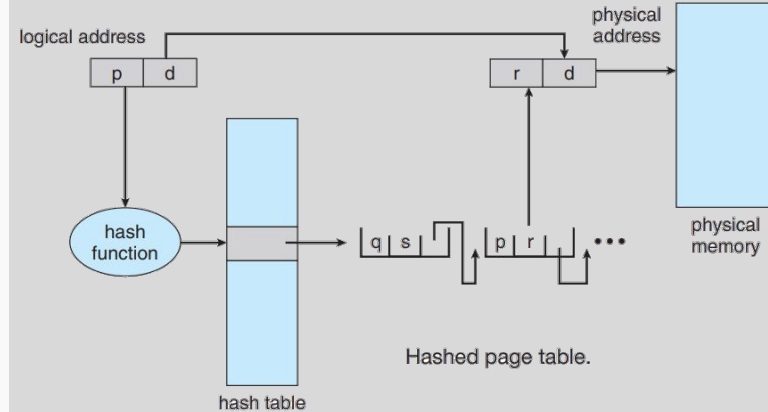 logical address
p d
physical
address
r d
hash
function
q s
p r
•••
physical
memory
Hashed page table.
hash table